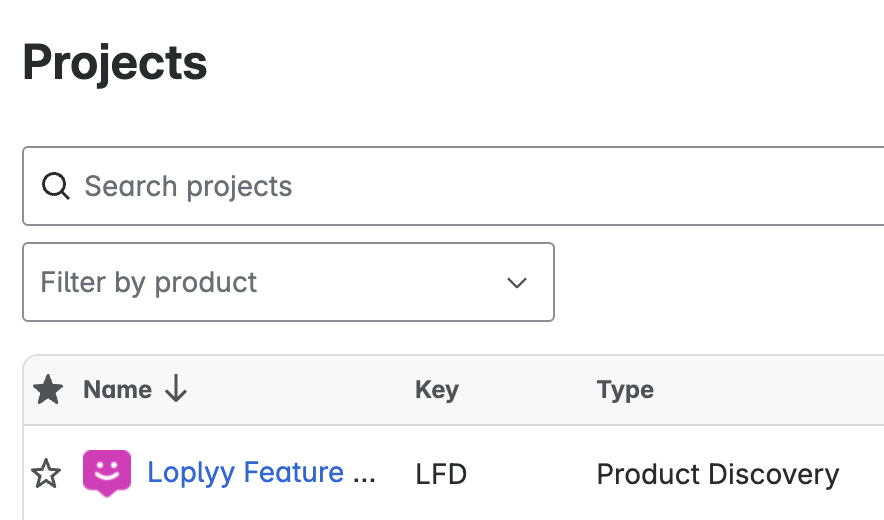 Projects
Search projects
Filter by product
Name Key Type
Loplyy Feature ... LFD Product Discovery